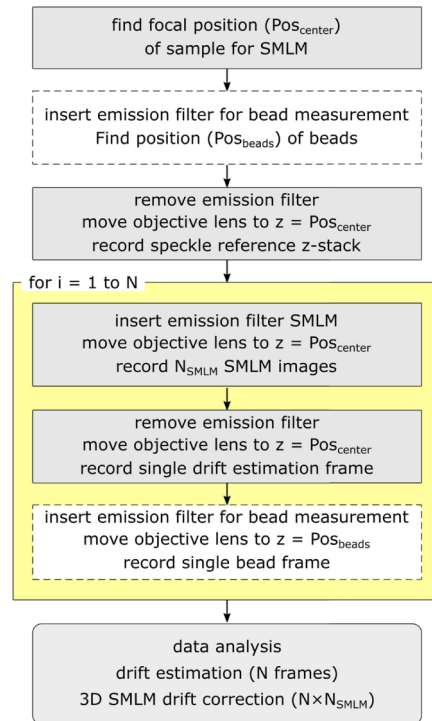 find focal position (Pos_center)
of sample for SMLM
insert emission filter for bead measurement
Find position (Pos_beads) of beads
remove emission filter
move objective lens to z = Pos_center
record speckle reference z-stack
for i = 1 to N
insert emission filter SMLM
move objective lens to z = Pos_center
record N_SMLM SMLM images
remove emission filter
move objective lens to z = Pos_center
record single drift estimation frame
insert emission filter for bead measurement
move objective lens to z = Pos_beads
record single bead frame
data analysis
drift estimation (N frames)
3D SMLM drift correction (N×N_SMLM)